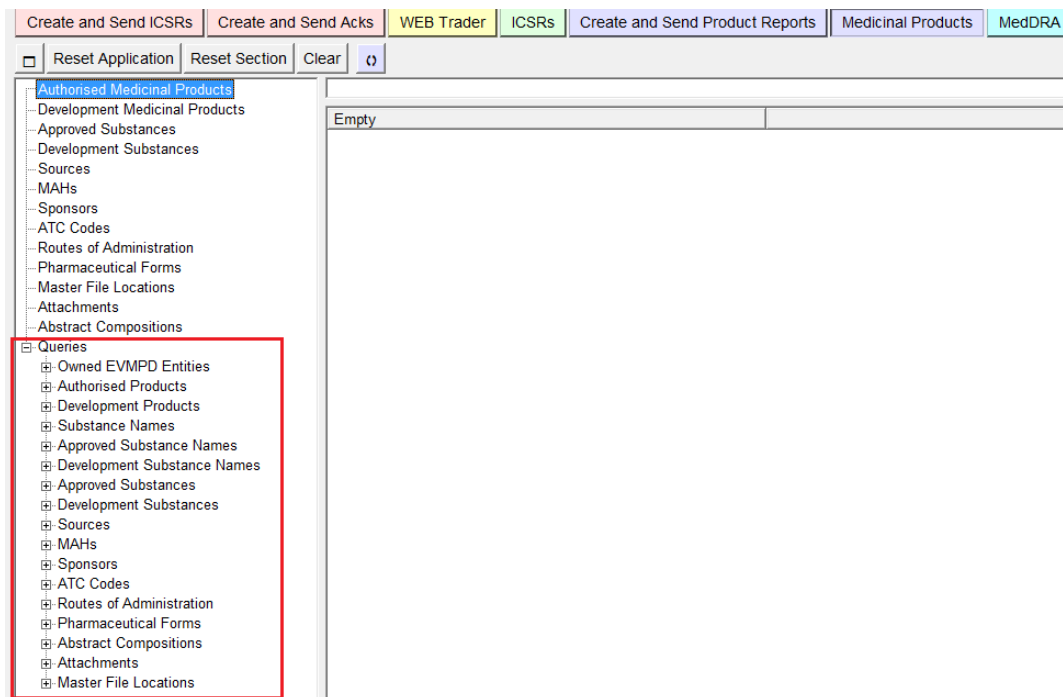 Create and Send ICSRs Create and Send Acks WEB Trader ICSRs Create and Send Product Reports Medicinal Products MedDRA
Reset Application Reset Section Clear
Authorised Medicinal Products
Development Medicinal Products
Empty
Approved Substances
Development Substances
Sources
MAHs
Sponsors
ATC Codes
Routes of Administration
Pharmaceutical Forms
Master File Locations
Attachments
Abstract Compositions
Queries
Owned EVMPD Entities
Authorised Products
Development Products
Substance Names
Approved Substance Names
Development Substance Names
Approved Substances
Development Substances
Sources
MAHs
Sponsors
ATC Codes
Routes of Administration
Pharmaceutical Forms
Abstract Compositions
Attachments
Master File Locations